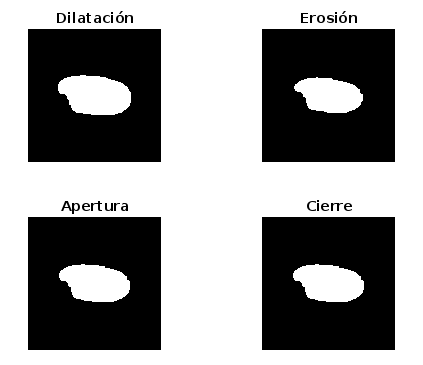 Dilatación
Erosión
Apertura
Cierre